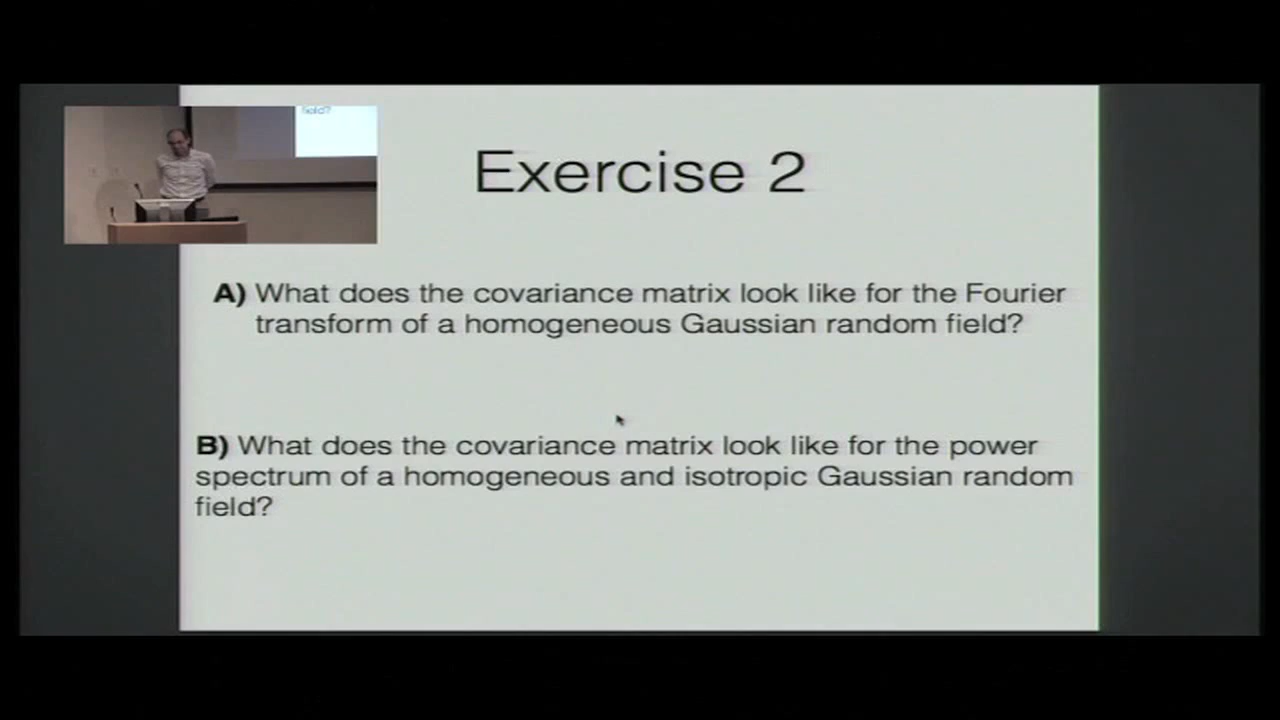 field?
Exercise 2
A) What does the covariance matrix look like for the Fourier
transform of a homogeneous Gaussian random field?
B) What does the covariance matrix look like for the power
spectrum of a homogeneous and isotropic Gaussian random
field?